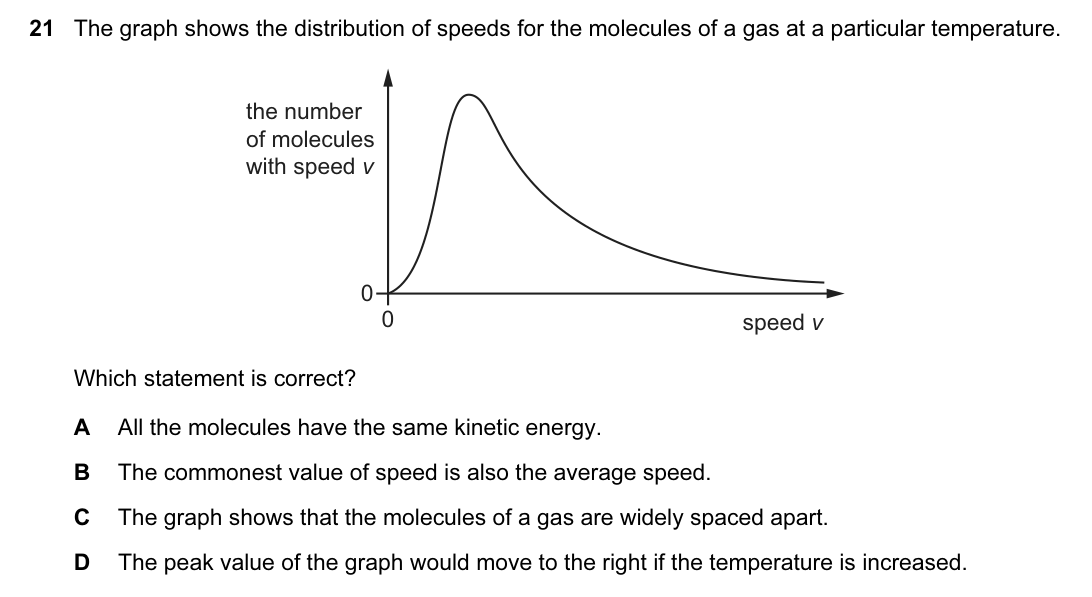 21 The graph shows the distribution of speeds for the molecules of a gas at a particular temperature.
the number
of molecules
with speed v
0
0
speed v
Which statement is correct?
A All the molecules have the same kinetic energy.
B The commonest value of speed is also the average speed.
C The graph shows that the molecules of a gas are widely spaced apart.
D The peak value of the graph would move to the right if the temperature is increased.